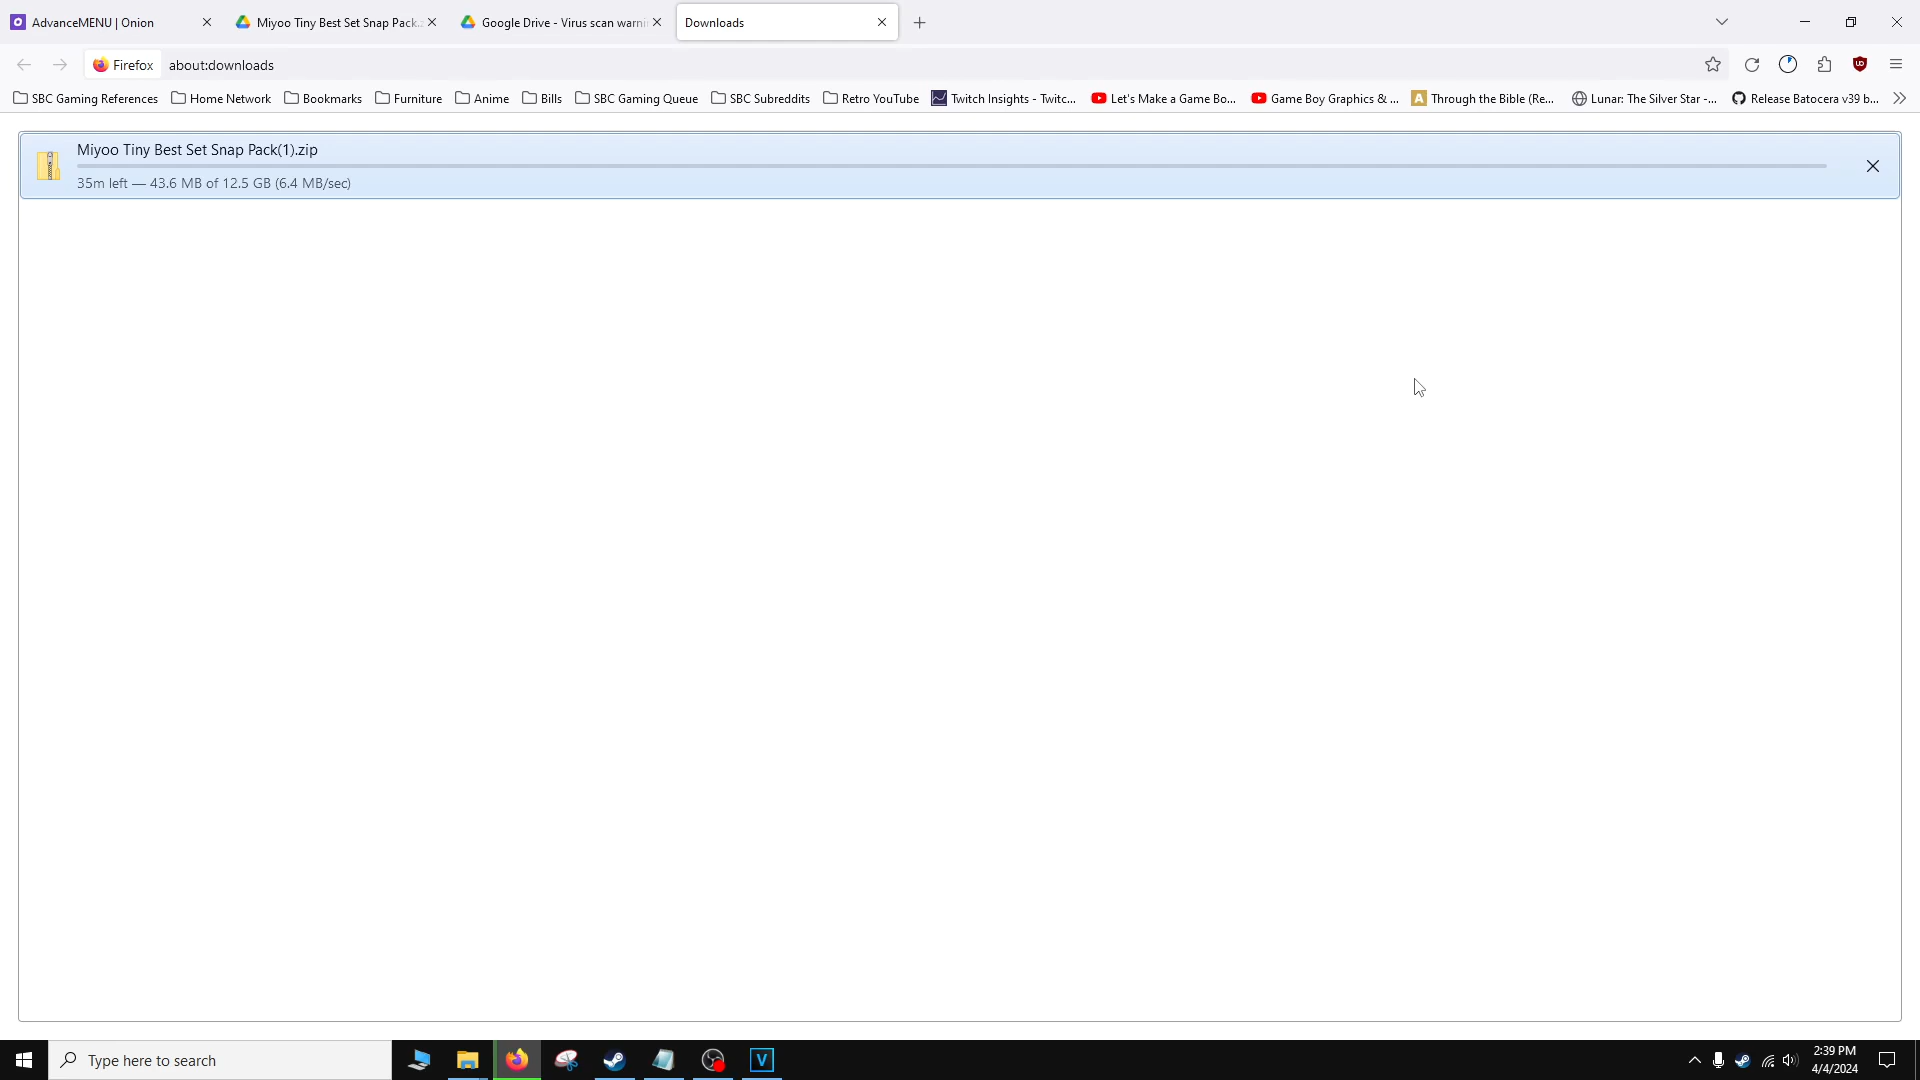 AdvanceMENU | Onion
Miyoo Tiny Best Set Snap Pack.
Google Drive - Virus scan warni
Downloads
Firefox
about:downloads
SBC Gaming References
Home Network
Bookmarks
Furniture
Anime
Bills
SBC Gaming Queue
SBC Subreddits
Retro YouTube
Twitch Insights - Twitc...
Let's Make a Game Bo...
Game Boy Graphics & ...
Through the Bible (Re...
Lunar: The Silver Star -...
Release Batocera v39 b...
Miyoo Tiny Best Set Snap Pack(1).zip
35m left — 43.6 MB of 12.5 GB (6.4 MB/sec)
Type here to search
2:39 PM
4/4/2024